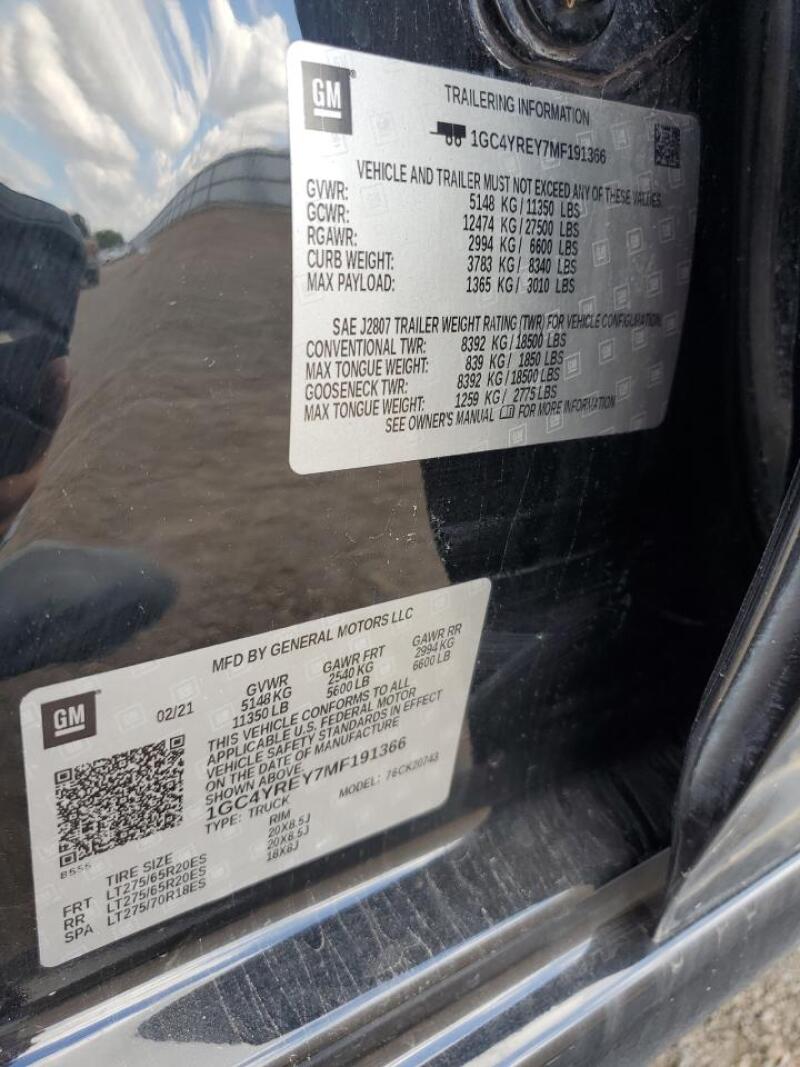 GM
TRAILERING INFORMATION
1GC4YREY7MF191366
VEHICLE AND TRAILER MUST NOT EXCEED ANY OF THESE VALUES
GVWR: 5148 KG/11350 LBS
GCWR: 12474 KG/27500 LBS
RGAWR: 2994 KG/ 6600 LBS
CURB WEIGHT: 3783 KG/ 8340 LBS
MAX PAYLOAD: 1365 KG/ 3010 LBS
SAE J2807 TRAILER WEIGHT RATING (TWR) FOR VEHICLE CONFIGURATION
CONVENTIONAL TWR: 8392 KG/18500 LBS
MAX TONGUE WEIGHT: 839 KG/ 1850 LBS
GOOSENECK TWR: 8392 KG/18500 LBS
MAX TONGUE WEIGHT: 1259 KG/ 2775 LBS
SEE OWNER'S MANUAL FOR MORE INFORMATION
MFD BY GENERAL MOTORS LLC
GM
02/21
GVWR GAWR FRT GAWR RR
5148 KG 2540 KG 2994 KG
11350 LB 5600 LB 6600 LB
THIS VEHICLE CONFORMS TO ALL
APPLICABLE U.S. FEDERAL MOTOR
VEHICLE SAFETY STANDARDS IN EFFECT
ON THE DATE OF MANUFACTURE
SHOWN ABOVE.
1GC4YREY7MF191366
TYPE: TRUCK MODEL: 76CK20743
8555
TIRE SIZE RIM
FRT LT275/65R20ES 20X8.5J
RR LT275/65R20ES 20X8.5J
SPA LT275/70R18ES 18X8J